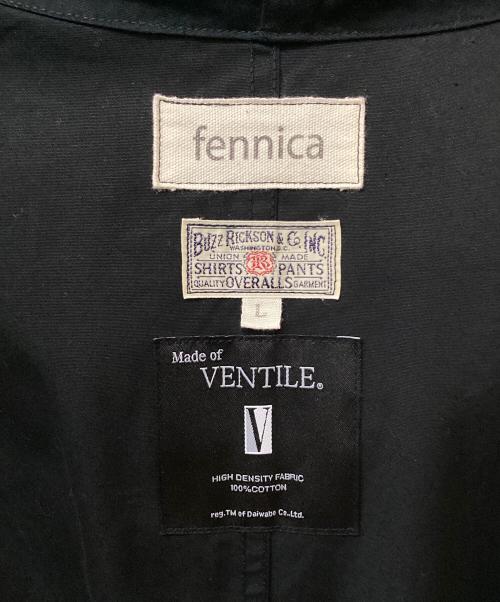 fennica
BUZZ RICKSON & Co. INC.
WASHINGTON D.C.
UNION MADE
SHIRTS BR PANTS
QUALITY OVERALLS GARMENT
L
Made of
VENTILE®
V
HIGH DENSITY FABRIC
100%COTTON
reg.TM of Daiwabo Co.,Ltd.